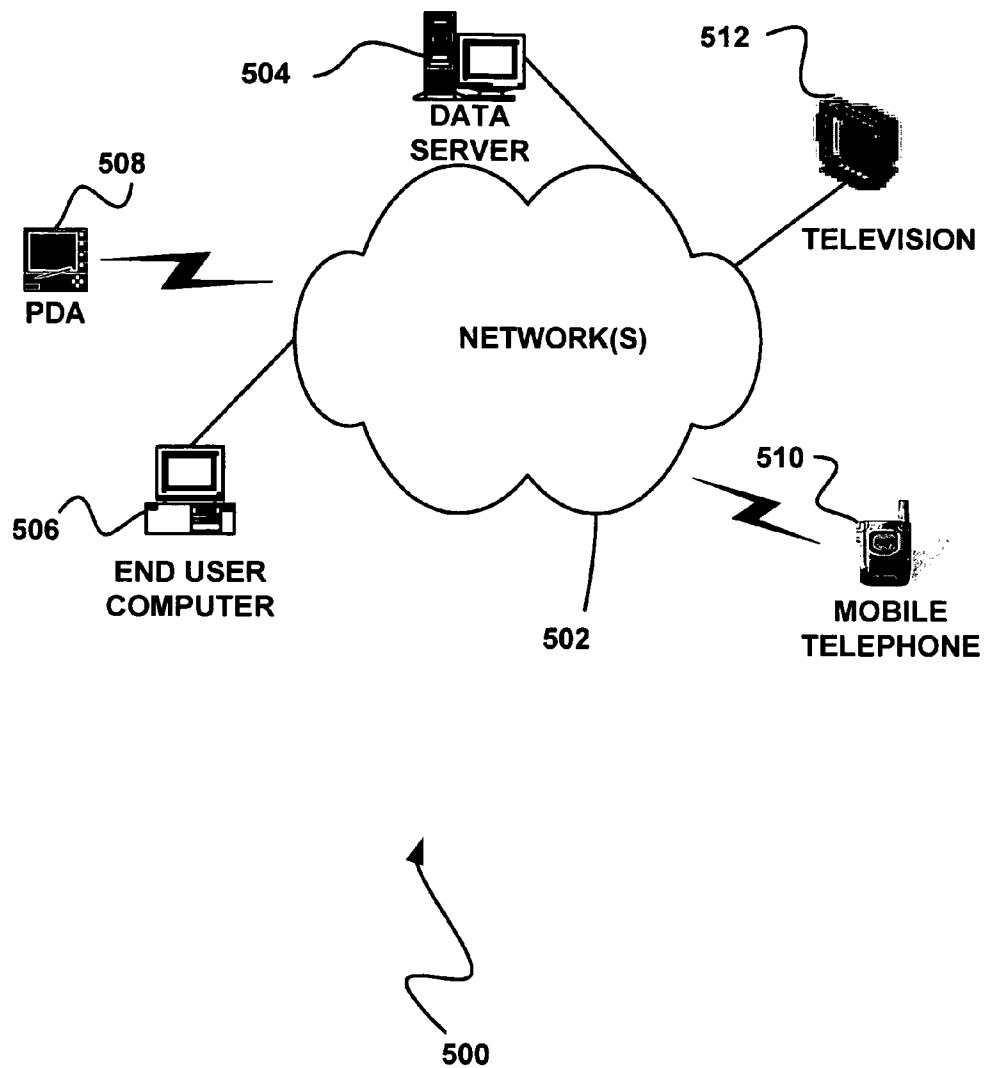 512
504
DATA
SERVER
508
TELEVISION
PDA
NETWORK(S)
510
506
END USER
COMPUTER
502
MOBILE
TELEPHONE
500